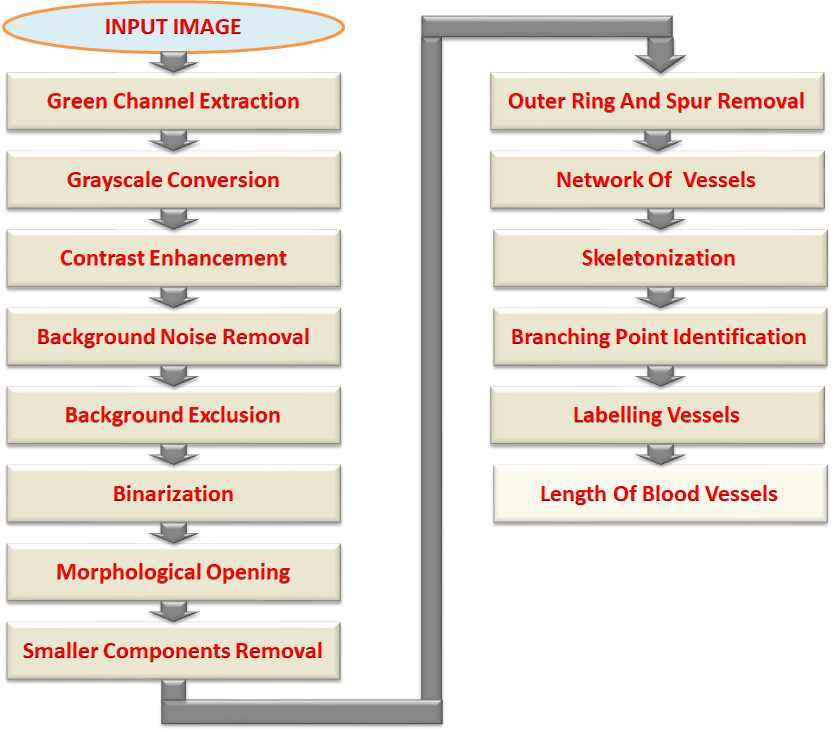 INPUT IMAGE
Green Channel Extraction
Grayscale Conversion
Contrast Enhancement
Background Noise Removal
Background Exclusion
Binarization
Morphological Opening
Smaller Components Removal
Outer Ring And Spur Removal
Network Of Vessels
Skeletonization
Branching Point Identification
Labelling Vessels
Length Of Blood Vessels